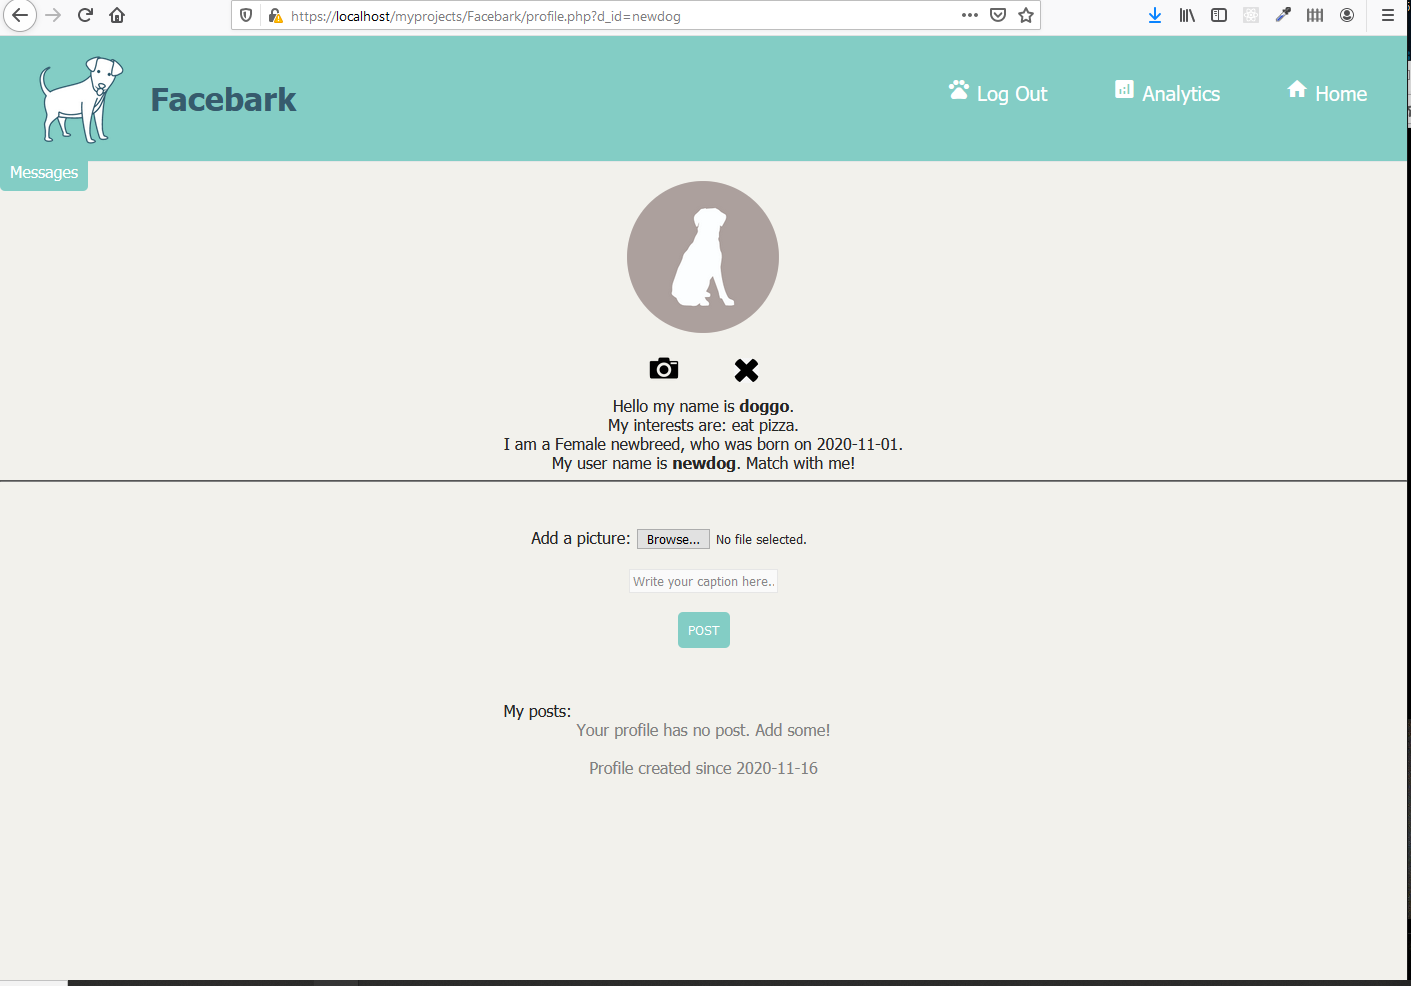 https://localhost/myprojects/Facebark/profile.php?d_id=newdog
Facebark
Log Out
Analytics
Home
Messages
Hello my name is doggo.
My interests are: eat pizza.
I am a Female newbreed, who was born on 2020-11-01.
My user name is newdog. Match with me!
Add a picture: Browse... No file selected.
Write your caption here..
POST
My posts:
Your profile has no post. Add some!
Profile created since 2020-11-16